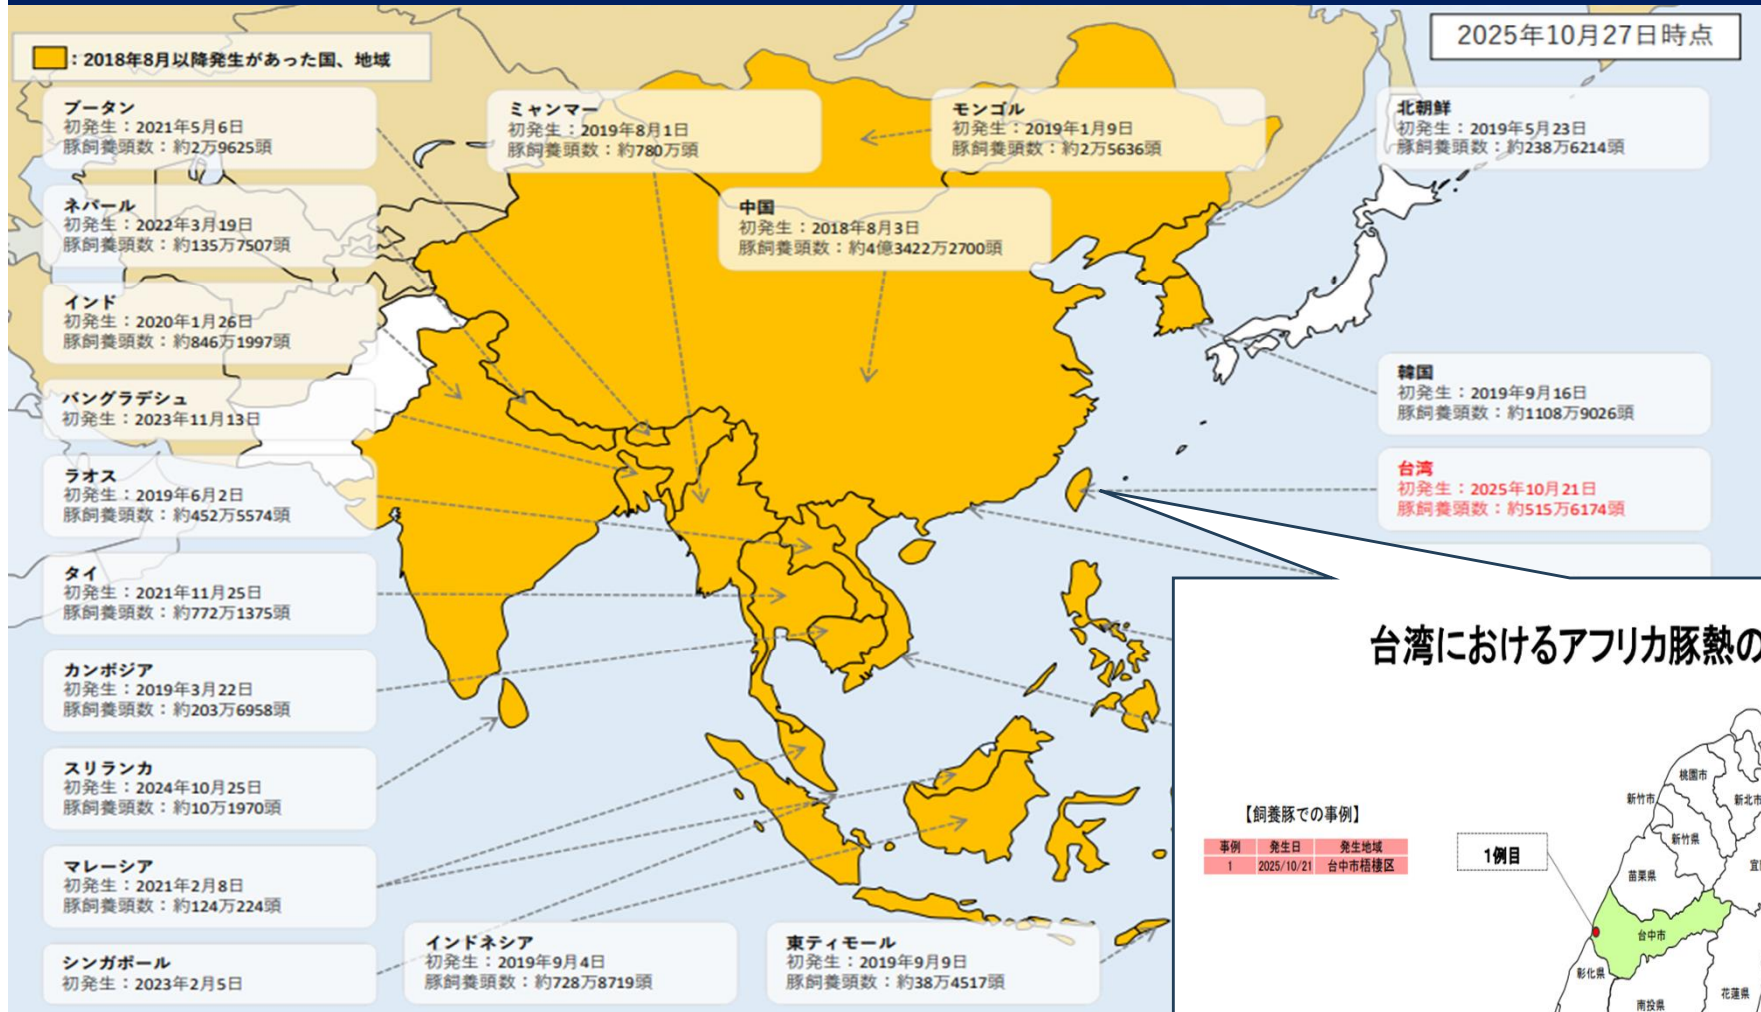 ：2018年8月以降発生があった国、地域
2025年10月27日時点
ブータン
初発生：2021年5月6日
豚飼養頭数：約2万9625頭
ミャンマー
初発生：2019年8月1日
豚飼養頭数：約780万頭
モンゴル
初発生：2019年1月9日
豚飼養頭数：約2万5636頭
北朝鮮
初発生：2019年5月23日
豚飼養頭数：約238万6214頭
ネパール
初発生：2022年3月19日
豚飼養頭数：約135万7507頭
中国
初発生：2018年8月3日
豚飼養頭数：約4億3422万2700頭
インド
初発生：2020年1月26日
豚飼養頭数：約846万1997頭
韓国
初発生：2019年9月16日
豚飼養頭数：約1108万9026頭
バングラデシュ
初発生：2023年11月13日
台湾
初発生：2025年10月21日
豚飼養頭数：約515万6174頭
ラオス
初発生：2019年6月2日
豚飼養頭数：約452万5574頭
タイ
初発生：2021年11月25日
豚飼養頭数：約772万1375頭
カンボジア
初発生：2019年3月22日
豚飼養頭数：約203万6958頭
スリランカ
初発生：2024年10月25日
豚飼養頭数：約10万1970頭
マレーシア
初発生：2021年2月8日
豚飼養頭数：約124万224頭
シンガポール
初発生：2023年2月5日
インドネシア
初発生：2019年9月4日
豚飼養頭数：約728万8719頭
東ティモール
初発生：2019年9月9日
豚飼養頭数：約38万4517頭
台湾におけるアフリカ豚熱の
【飼養豚での事例】
事例 発生日 発生地域
1 2025/10/21 台中市梧棲区
1例目
桃園市
新竹市
新北市
新竹県
苗栗県
台中市
彰化県
南投県
花蓮県